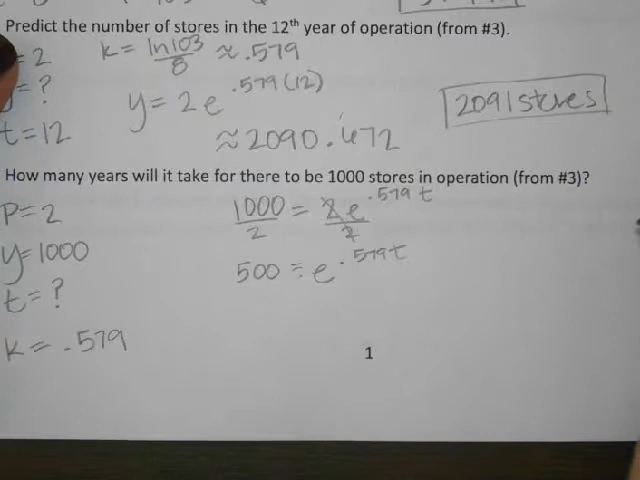 Predict the number of stores in the 12th year of operation (from #3).
= 2 k = ln103/8 ≈ .579
= ? y = 2e^.579(12) 2091 stores
t = 12 ≈ 2090.472
How many years will it take for there to be 1000 stores in operation (from #3)?
P = 2 1000/2 = 2e^.579t/2
y = 1000 500 = e^.579t
t = ?
k = .579
1